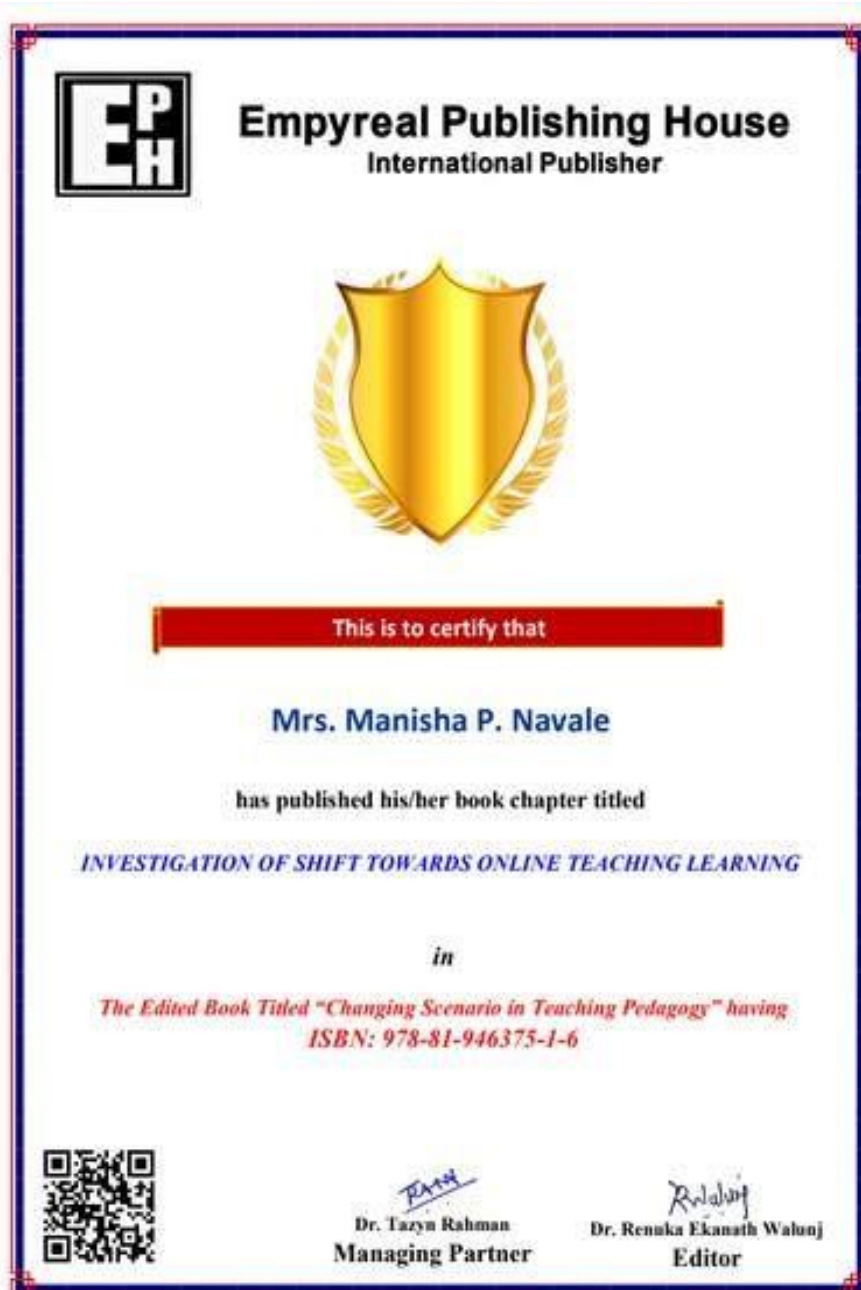 EPH
Empyreal Publishing House
International Publisher
This is to certify that
Mrs. Manisha P. Navale
has published his/her book chapter titled
INVESTIGATION OF SHIFT TOWARDS ONLINE TEACHING LEARNING
in
The Edited Book Titled “Changing Scenario in Teaching Pedagogy” having
ISBN: 978-81-946375-1-6
Dr. Tazyn Rahman
Managing Partner
Dr. Renuka Ekanath Walunj
Editor